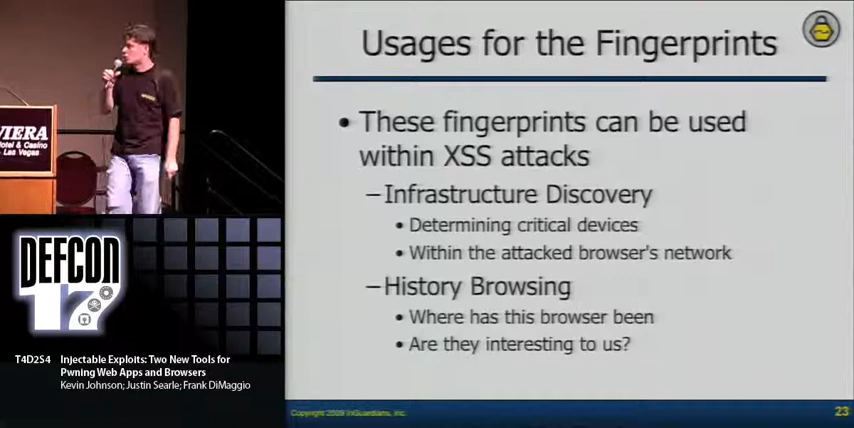 Usages for the Fingerprints
• These fingerprints can be used
within XSS attacks
–Infrastructure Discovery
• Determining critical devices
• Within the attacked browser's network
–History Browsing
• Where has this browser been
• Are they interesting to us?
Copyright 2009 InGuardians, Inc.
23
VIERA
Hotel & Casino
Las Vegas
DEFCON
17
T4D2S4 Injectable Exploits: Two New Tools for
Pwning Web Apps and Browsers
Kevin Johnson; Justin Searle; Frank DiMaggio